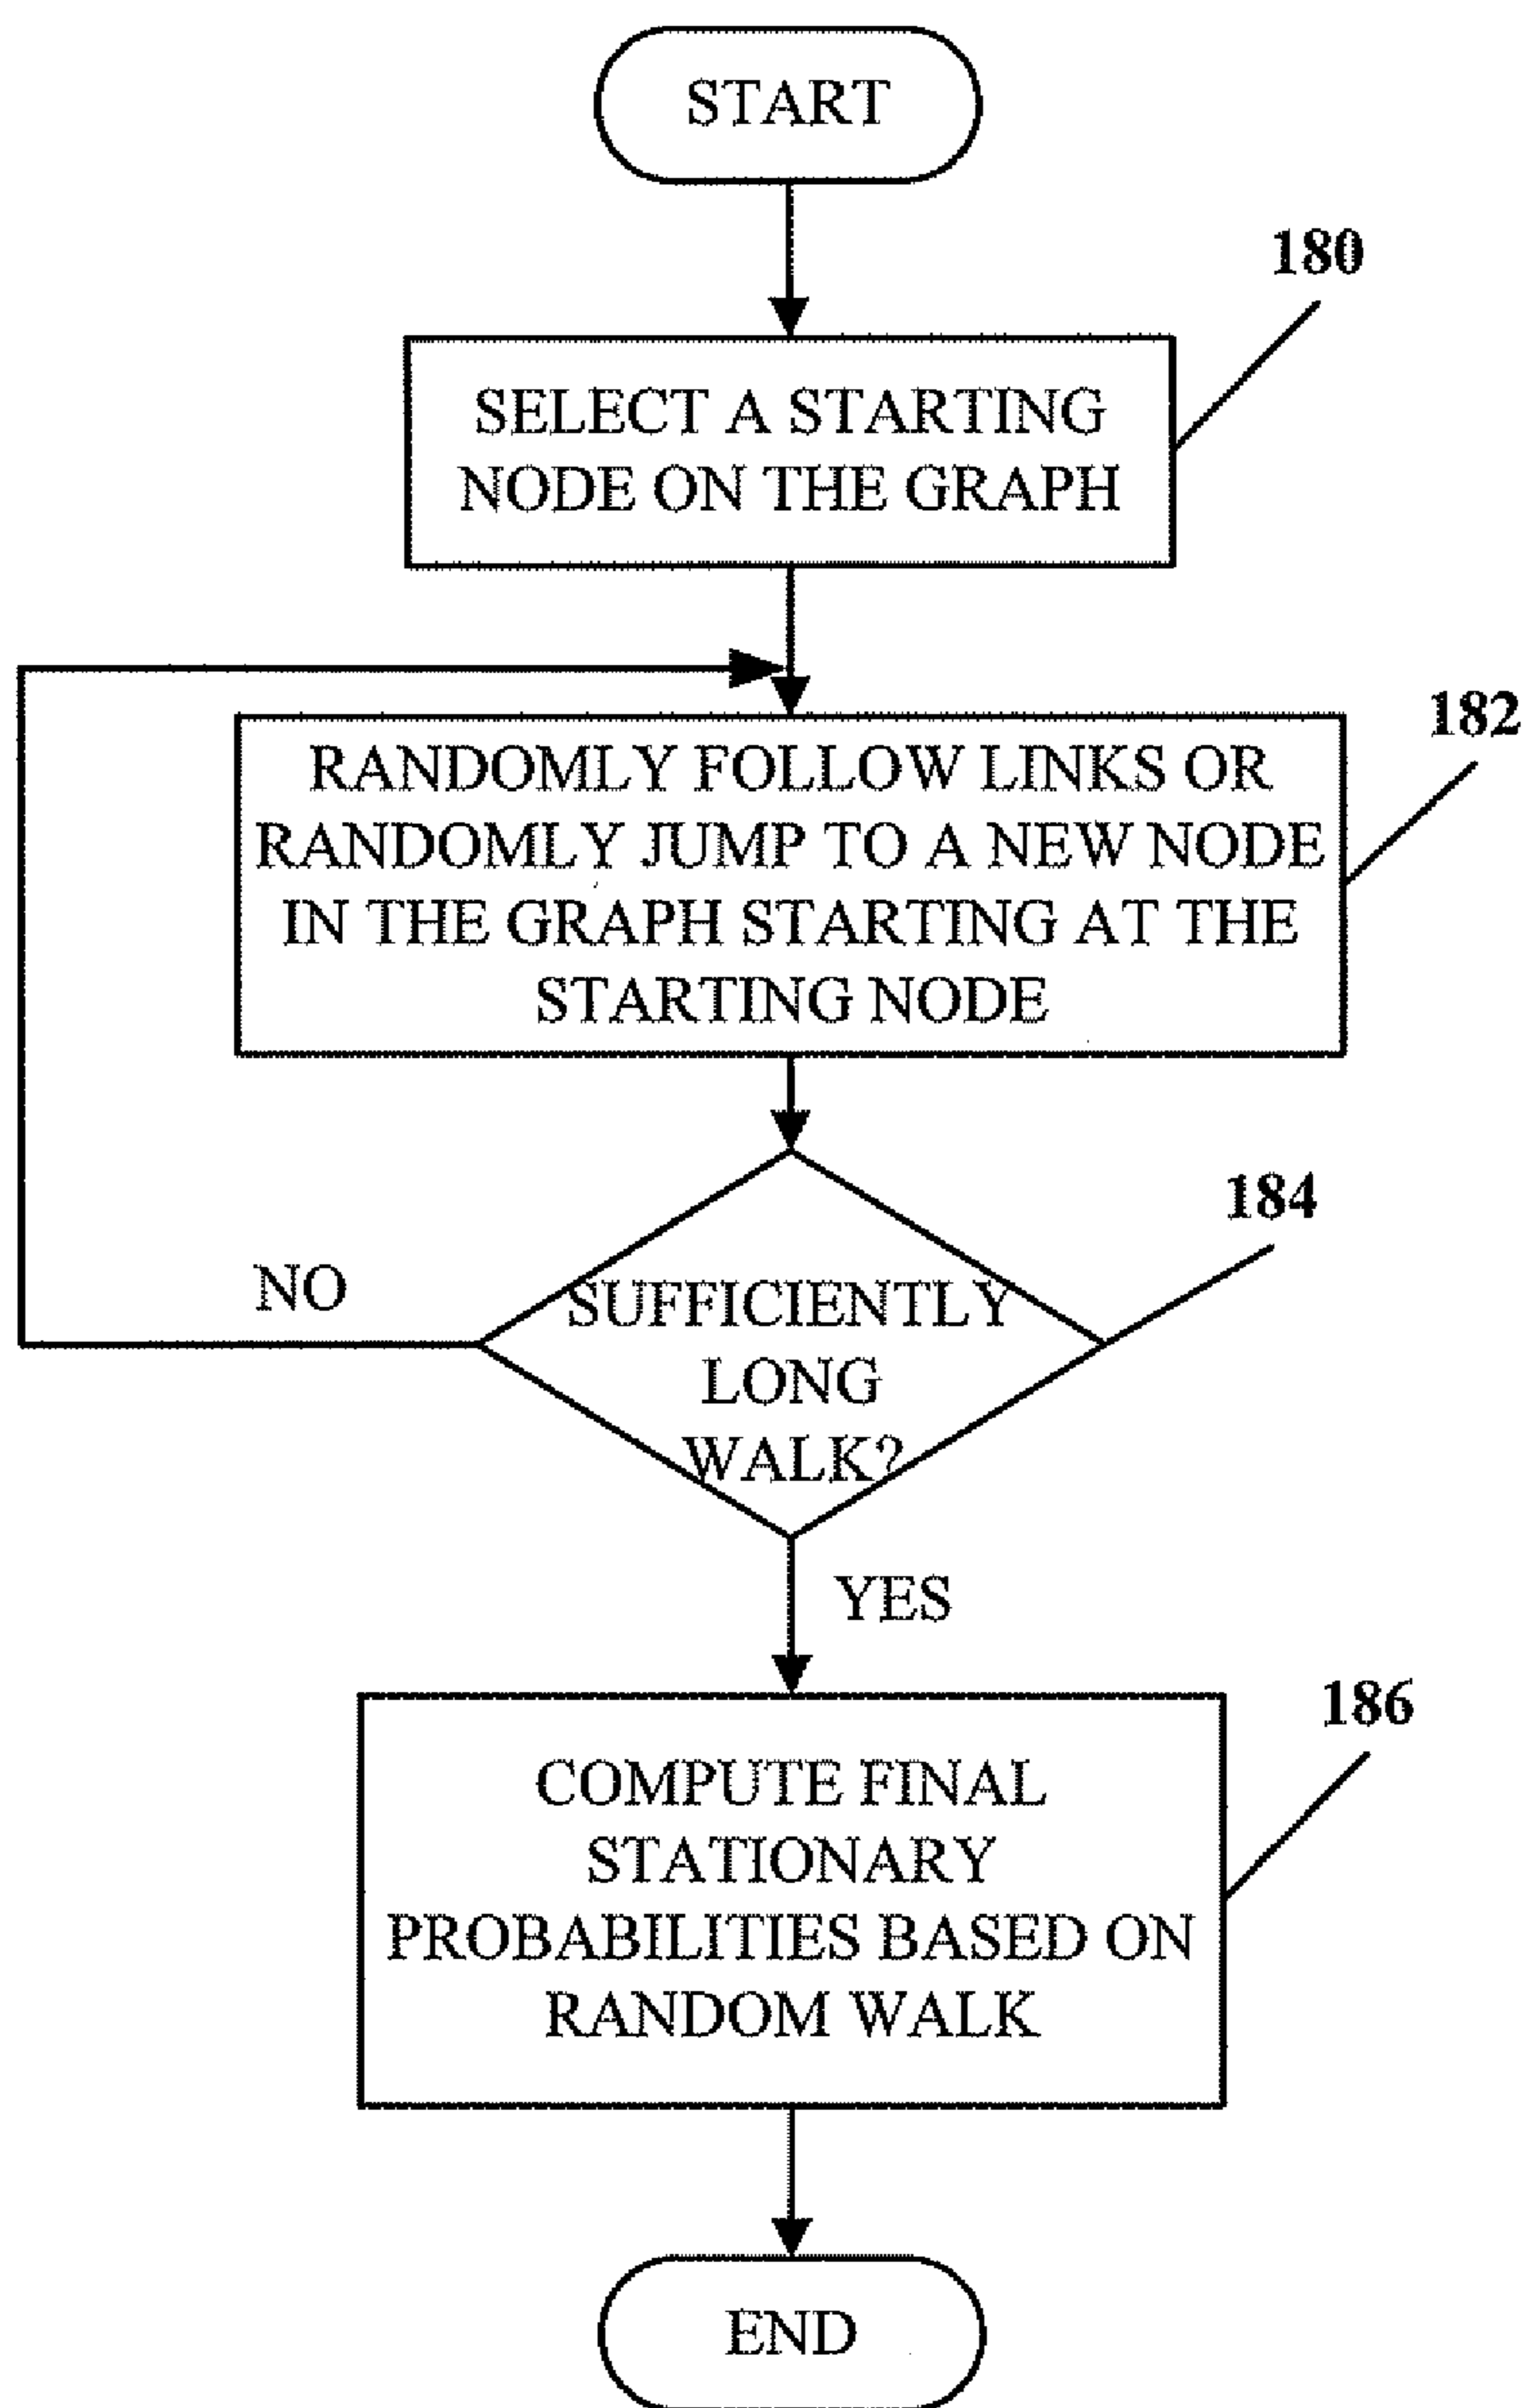 START
180
SELECT A STARTING
NODE ON THE GRAPH
182
RANDOMLY FOLLOW LINKS OR
RANDOMLY JUMP TO A NEW NODE
IN THE GRAPH STARTING AT THE
STARTING NODE
184
NO
SUFFICIENTLY
LONG
WALK?
YES
186
COMPUTE FINAL
STATIONARY
PROBABILITIES BASED ON
RANDOM WALK
END